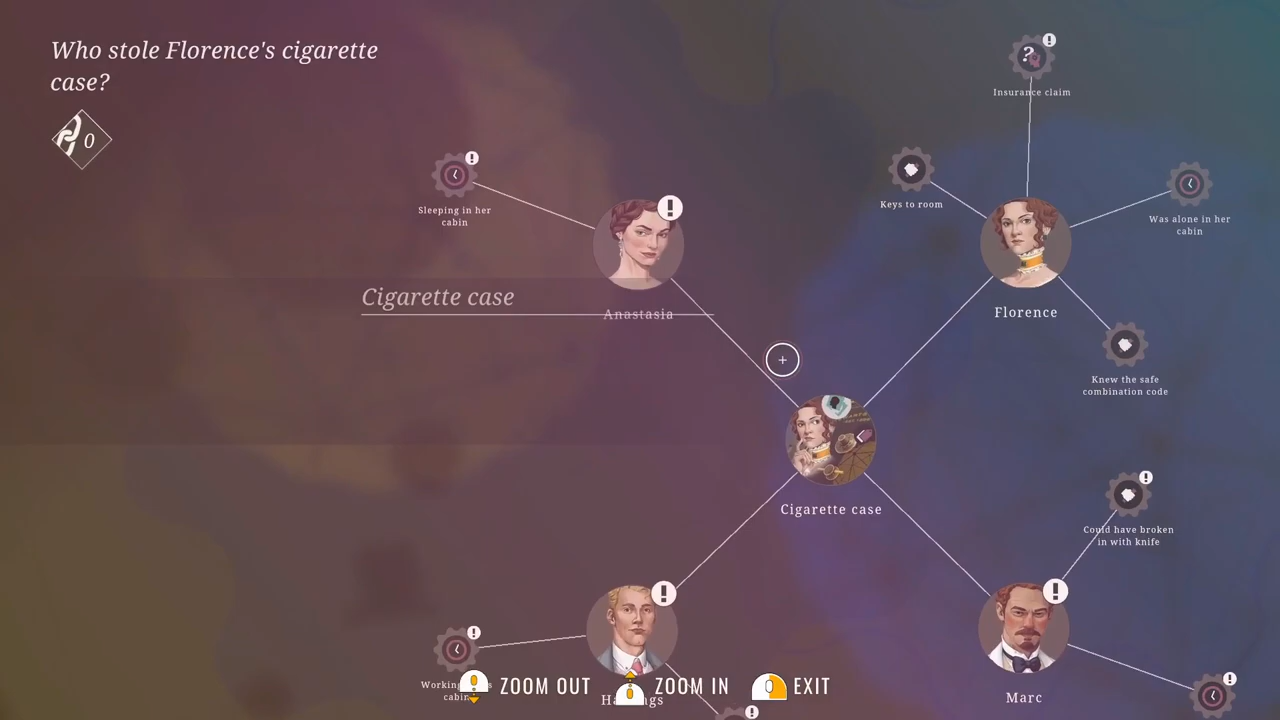 Who stole Florence's cigarette
case?
0
Insurance claim
Keys to room
Sleeping in her
cabin
Was alone in her
cabin
Cigarette case
Anastasia
Florence
Knew the safe
combination code
Cigarette case
Could have broken
in with knife
cabin
ZOOM OUT
ZOOM IN
EXIT
Marc